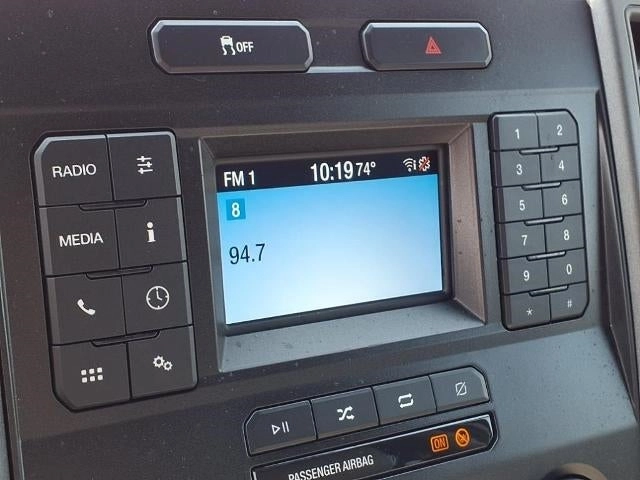 OFF
RADIO
MEDIA
i
FM 1 10:19 74°
8
94.7
1 2
3 4
5 6
7 8
9 0
* #
ON
PASSENGER AIRBAG